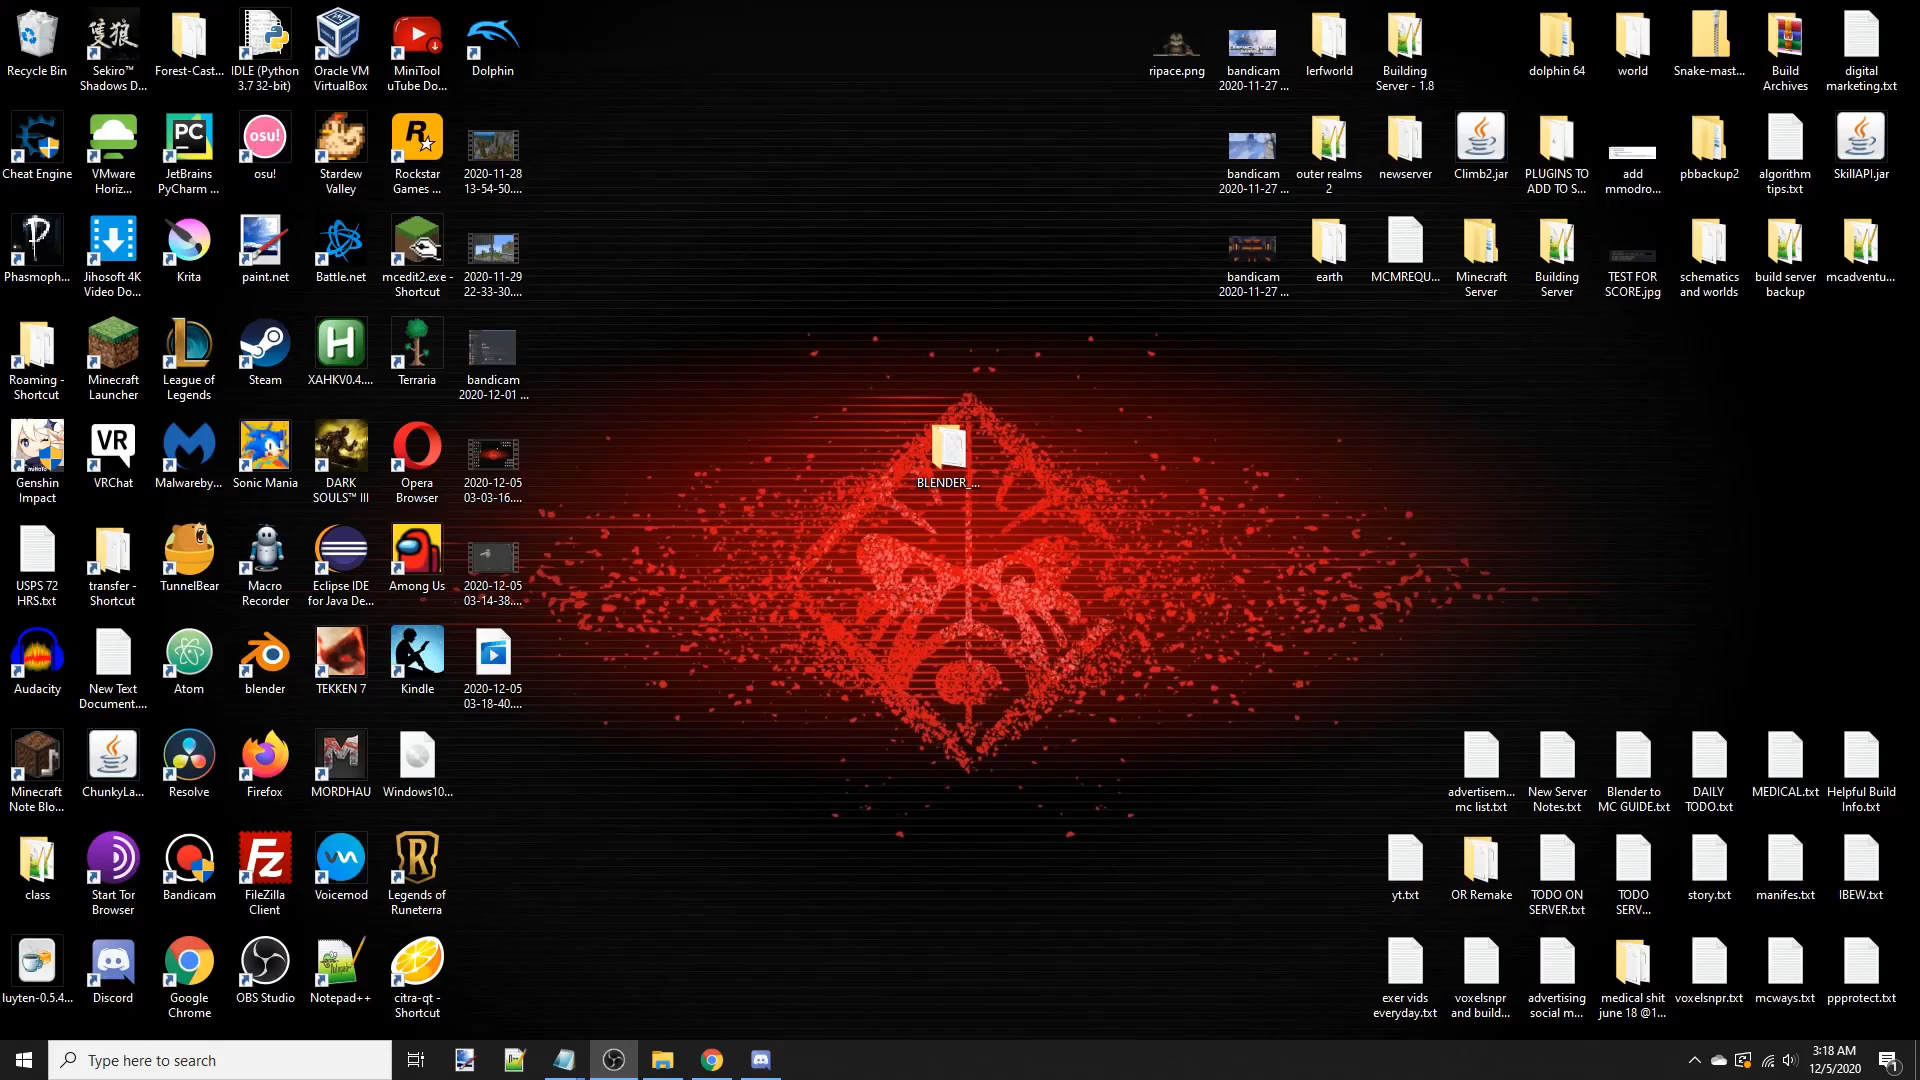 Recycle Bin
Sekiro™
Shadows D...
Forest-Cast...
IDLE (Python
3.7 32-bit)
Oracle VM
VirtualBox
MiniTool
uTube Do...
Dolphin
ripace.png
bandicam
2020-11-27 ...
lerfworld
Building
Server - 1.8
dolphin 64
world
Snake-mast...
Build
Archives
digital
marketing.txt
Cheat Engine
VMware
Horiz...
PC
JetBrains
PyCharm ...
osu!
osu!
Stardew
Valley
R
Rockstar
Games ...
2020-11-28
13-54-50....
bandicam
2020-11-27 ...
outer realms
2
newserver
Climb2.jar
PLUGINS TO
ADD TO S...
add
mmodro...
pbbackup2
algorithm
tips.txt
SkillAPI.jar
Phasmoph...
Jihosoft 4K
Video Do...
Krita
paint.net
Battle.net
mcedit2.exe -
Shortcut
2020-11-29
22-33-30....
bandicam
2020-11-27 ...
earth
MCMREQU...
Minecraft
Server
Building
Server
TEST FOR
SCORE.jpg
schematics
and worlds
build server
backup
mcadventu...
Roaming -
Shortcut
Minecraft
Launcher
League of
Legends
Steam
H
XAHKV0.4....
Terraria
bandicam
2020-12-01 ...
Genshin
Impact
VR
VRChat
Malwareby...
Sonic Mania
DARK
SOULS™ III
Opera
Browser
2020-12-05
03-03-16....
BLENDER_...
USPS 72
HRS.txt
transfer -
Shortcut
TunnelBear
Macro
Recorder
Eclipse IDE
for Java De...
Among Us
2020-12-05
03-14-38....
Audacity
New Text
Document....
Atom
blender
TEKKEN 7
Kindle
2020-12-05
03-18-40....
Minecraft
Note Blo...
ChunkyLa...
Resolve
Firefox
MORDHAU
Windows10...
advertisem...
mc list.txt
New Server
Notes.txt
Blender to
MC GUIDE.txt
DAILY
TODO.txt
MEDICAL.txt
Helpful Build
Info.txt
class
Start Tor
Browser
Bandicam
Fz
FileZilla
Client
Voicemod
Legends of
Runeterra
yt.txt
OR Remake
TODO ON
SERVER.txt
TODO
SERV...
story.txt
manifes.txt
IBEW.txt
luyten-0.5.4...
Discord
Google
Chrome
OBS Studio
Notepad++
citra-qt -
Shortcut
exer vids
everyday.txt
voxelsnpr
and build...
advertising
social m...
medical shit
june 18 @1...
voxelsnpr.txt
mcways.txt
ppprotect.txt
Type here to search
3:18 AM
12/5/2020
1